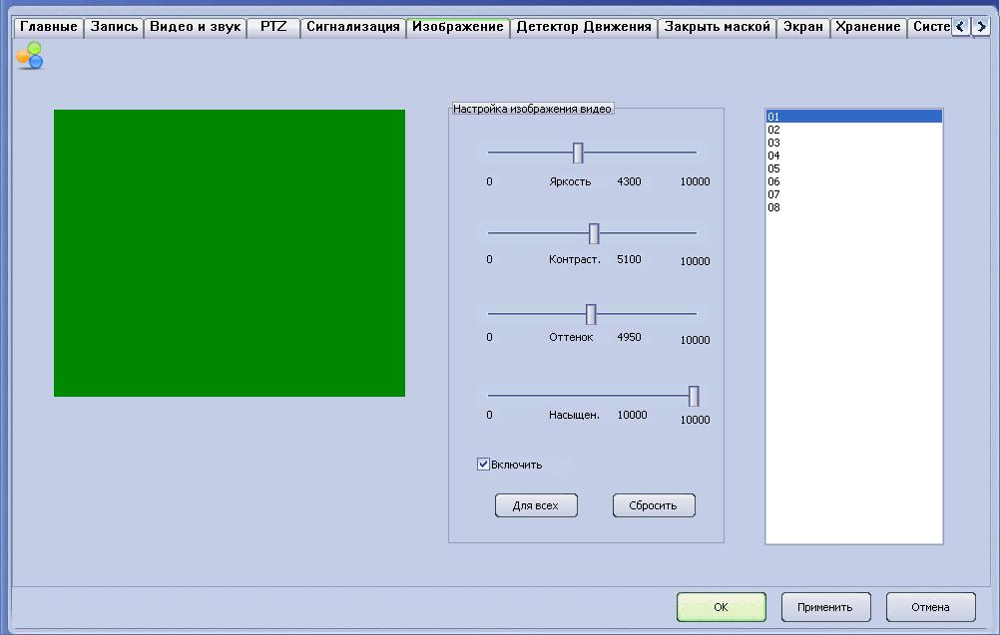 Главные Запись Видео и звук PTZ Сигнализация Изображение Детектор Движения Закрыть маской Экран Хранение Систе
Настройка изображения видео
0 Яркость 4300 10000
0 Контраст. 5100 10000
0 Оттенок 4950 10000
0 Насыщен. 10000 10000
Включить
Для всех Сбросить
01
02
03
04
05
06
07
08
ОК Применить Отмена